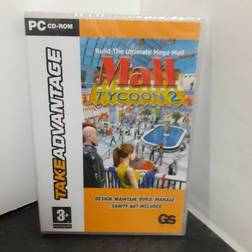 PC CD-ROM
Build The Ultimate Mega Mall
Mall
TYCOON 2
TAKEADVANTAGE
DESIGN, MAINTAIN, BUILD, MANAGE
SANITY NOT INCLUDED
3+
GS